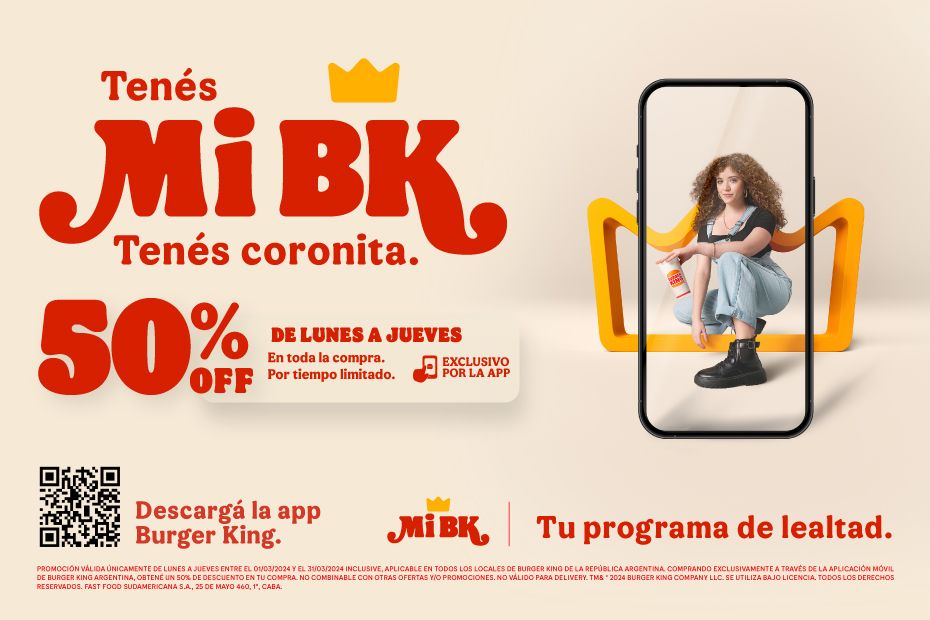 Tenés
Mi BK
Tenés coronita.
50% OFF
DE LUNES A JUEVES
En toda la compra.
Por tiempo limitado.
EXCLUSIVO
POR LA APP
BURGER KING
Descargá la app
Burger King.
Mi BK
Tu programa de lealtad.
PROMOCIÓN VÁLIDA ÚNICAMENTE DE LUNES A JUEVES ENTRE EL 01/03/2024 Y EL 31/03/2024 INCLUSIVE, APLICABLE EN TODOS LOS LOCALES DE BURGER KING DE LA REPÚBLICA ARGENTINA. COMPRANDO EXCLUSIVAMENTE A TRAVÉS DE LA APLICACIÓN MÓVIL
DE BURGER KING ARGENTINA, OBTENÉ UN 50% DE DESCUENTO EN TU COMPRA. NO COMBINABLE CON OTRAS OFERTAS Y/O PROMOCIONES. NO VÁLIDO PARA DELIVERY. TM& ® 2024 BURGER KING COMPANY LLC. SE UTILIZA BAJO LICENCIA. TODOS LOS DERECHOS
RESERVADOS. FAST FOOD SUDAMERICANA S.A., 25 DE MAYO 460, 1°, CABA.